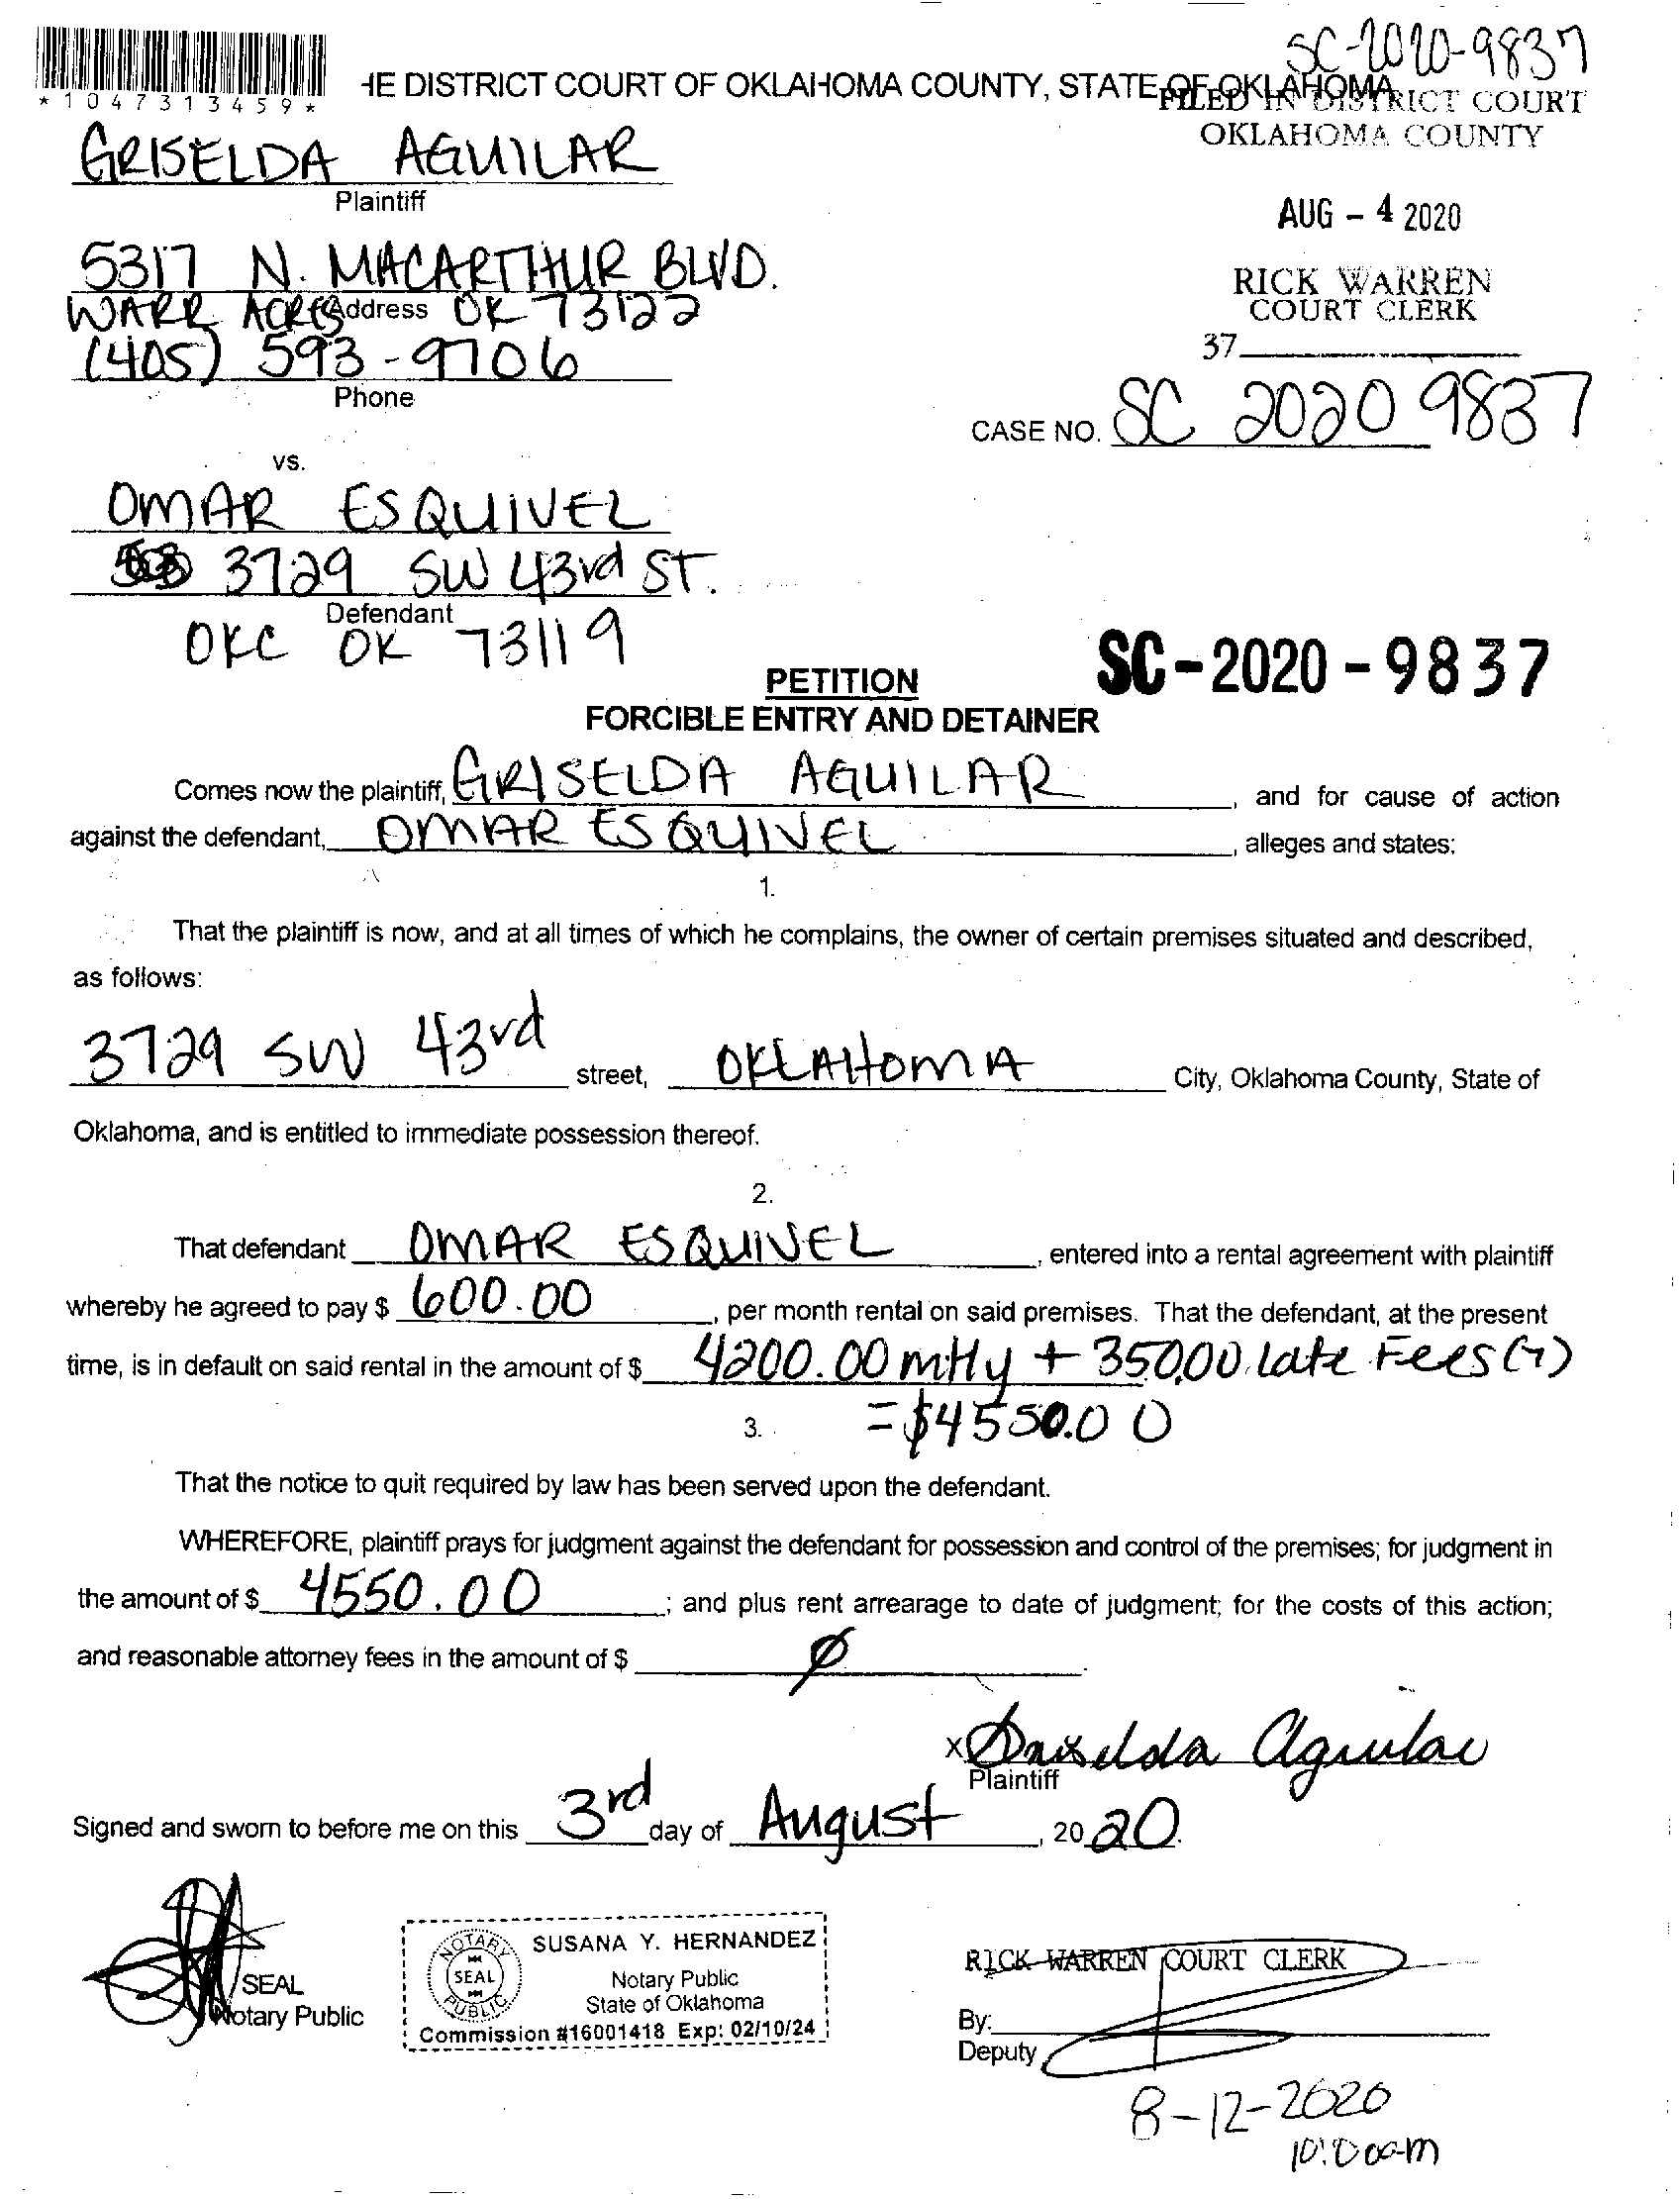 SC-2020-9837
*1047313459*
HE DISTRICT COURT OF OKLAHOMA COUNTY, STATE OF OKLAHOMA
FILED IN DISTRICT COURT
OKLAHOMA COUNTY
GRISELDA AGUILAR
Plaintiff
AUG - 4 2020
5317 N. MACARTHUR BLVD.
WARR ACRES Address OK 73122
RICK WARREN
COURT CLERK
(405) 593-9706
Phone
37
CASE NO. SC 2020 9837
vs.
OMAR ESQUIVEL
3729 SW 43rd ST.
Defendant
OKC OK 73119
SC-2020-9837
PETITION
FORCIBLE ENTRY AND DETAINER
Comes now the plaintiff, GRISELDA AGUILAR, and for cause of action
against the defendant, OMAR ESQUIVEL, alleges and states:
1.
That the plaintiff is now, and at all times of which he complains, the owner of certain premises situated and described,
as follows:
3729 SW 43rd street, OKLAHOMA City, Oklahoma County, State of
Oklahoma, and is entitled to immediate possession thereof.
2.
That defendant OMAR ESQUIVEL, entered into a rental agreement with plaintiff
whereby he agreed to pay $ 600.00, per month rental on said premises. That the defendant, at the present
time, is in default on said rental in the amount of $ 4200.00 mtly + 350.00 Late Fees (7)
= $4550.00
3.
That the notice to quit required by law has been served upon the defendant.
WHEREFORE, plaintiff prays for judgment against the defendant for possession and control of the premises; for judgment in
the amount of $ 4550.00; and plus rent arrearage to date of judgment; for the costs of this action;
and reasonable attorney fees in the amount of $ Ø.
x Griselda Aguilar
Plaintiff
Signed and sworn to before me on this 3rd day of August, 2020.
SEAL
Notary Public
NOTARY PUBLIC
SEAL
SUSANA Y. HERNANDEZ
Notary Public
State of Oklahoma
Commission #16001418 Exp: 02/10/24
RICK WARREN COURT CLERK
By:
Deputy
8-12-2020
10:00am